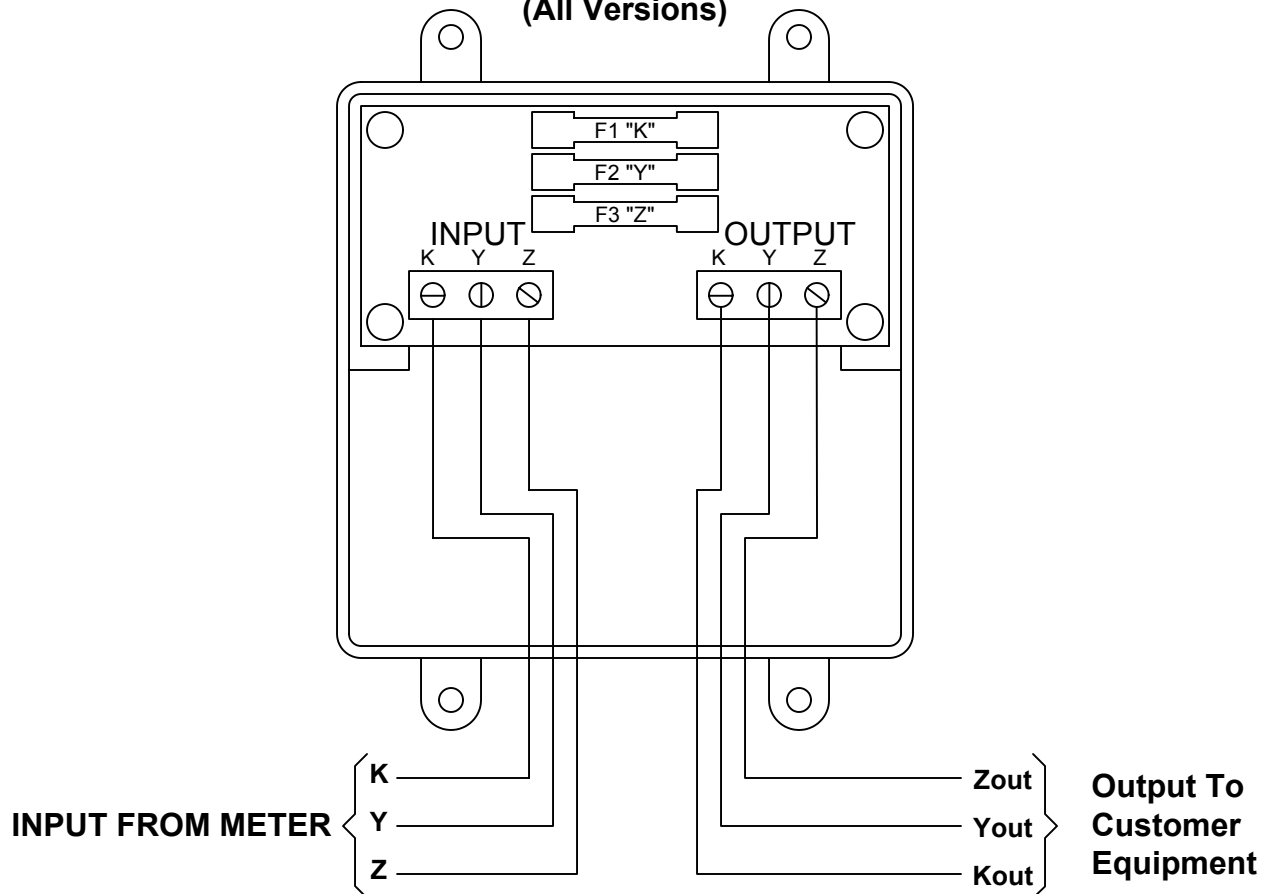 (All Versions)
F1 "K"
F2 "Y"
F3 "Z"
INPUT
K Y Z
OUTPUT
K Y Z
INPUT FROM METER
K
Y
Z
Zout
Yout
Kout
Output To
Customer
Equipment